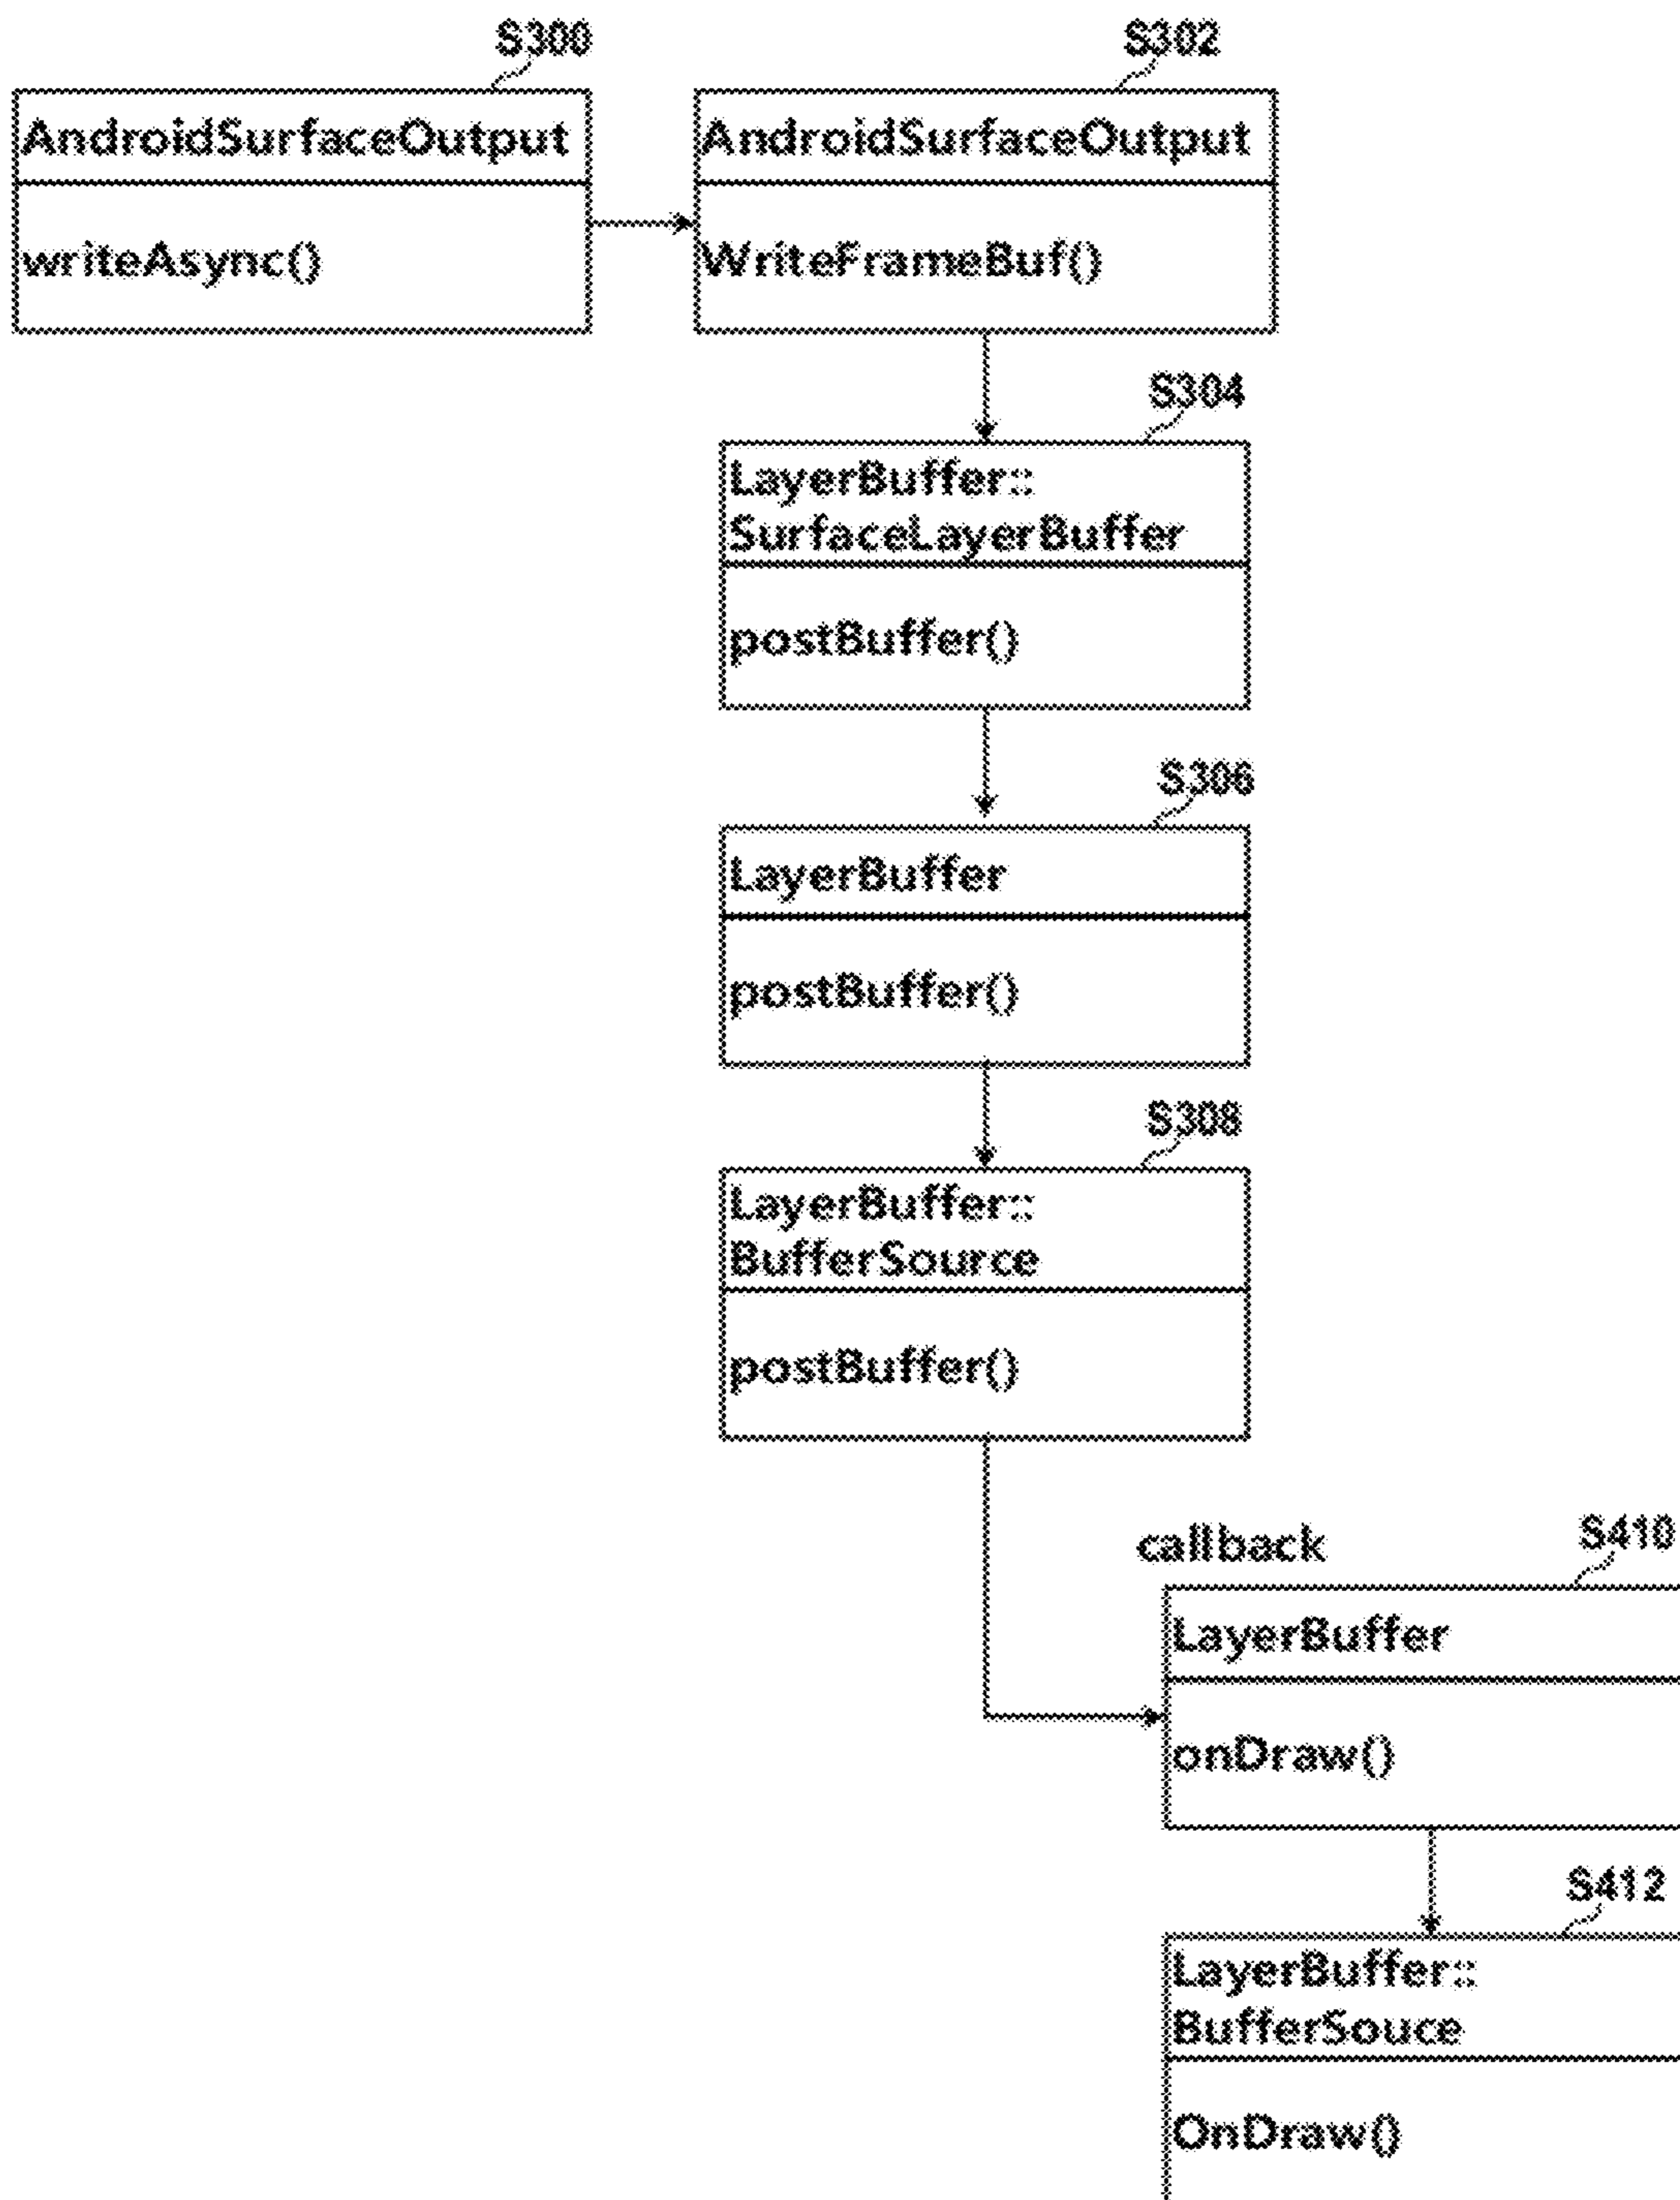 S300
AndroidSurfaceOutput
writeAsync()
S302
AndroidSurfaceOutput
WriteFrameBuf()
S304
LayerBuffer::
SurfaceLayerBuffer
postBuffer()
S306
LayerBuffer
postBuffer()
S308
LayerBuffer::
BufferSource
postBuffer()
callback
S410
LayerBuffer
onDraw()
S412
LayerBuffer::
BufferSouce
OnDraw()